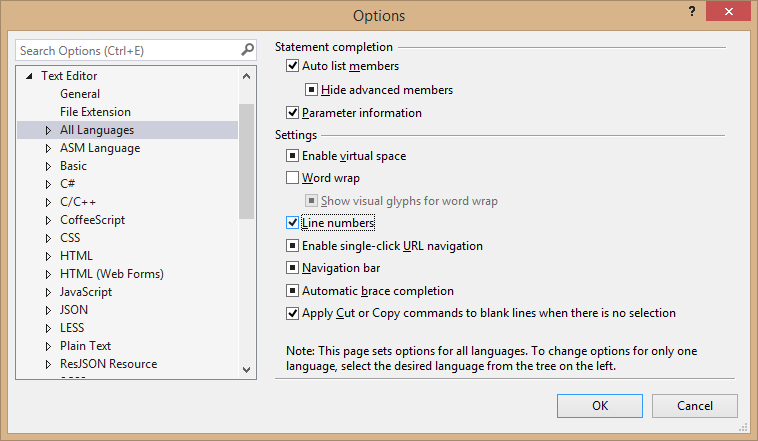 Options
?
Search Options (Ctrl+E)
Text Editor
General
File Extension
All Languages
ASM Language
Basic
C#
C/C++
CoffeeScript
CSS
HTML
HTML (Web Forms)
JavaScript
JSON
LESS
Plain Text
ResJSON Resource
Statement completion
Auto list members
Hide advanced members
Parameter information
Settings
Enable virtual space
Word wrap
Show visual glyphs for word wrap
Line numbers
Enable single-click URL navigation
Navigation bar
Automatic brace completion
Apply Cut or Copy commands to blank lines when there is no selection
Note: This page sets options for all languages. To change options for only one
language, select the desired language from the tree on the left.
OK
Cancel